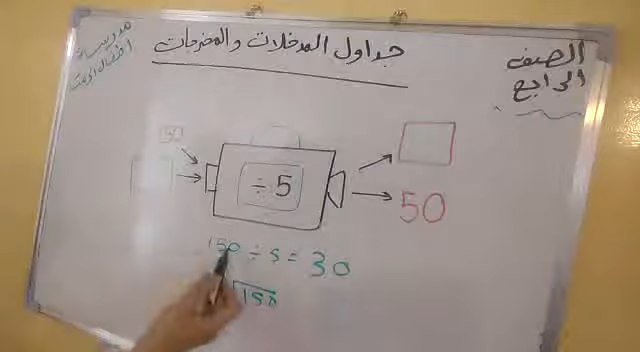 جداول المدخلات والمخرجات
الصف
الرابع
مدرسة
÷ 5
50
150 ÷ 5 = 30
150